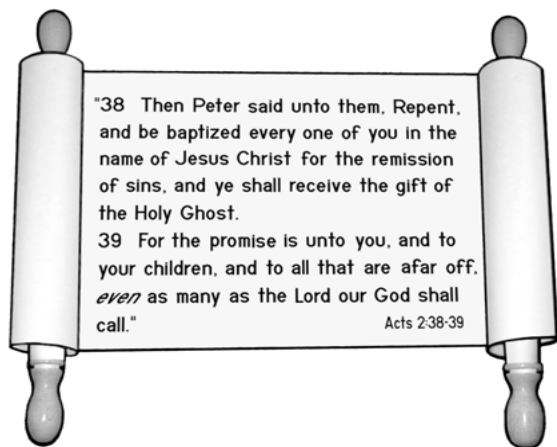 "38 Then Peter said unto them, Repent,
and be baptized every one of you in the
name of Jesus Christ for the remission
of sins, and ye shall receive the gift of
the Holy Ghost.
39 For the promise is unto you, and to
your children, and to all that are afar off,
even as many as the Lord our God shall
call."
Acts 2:38-39